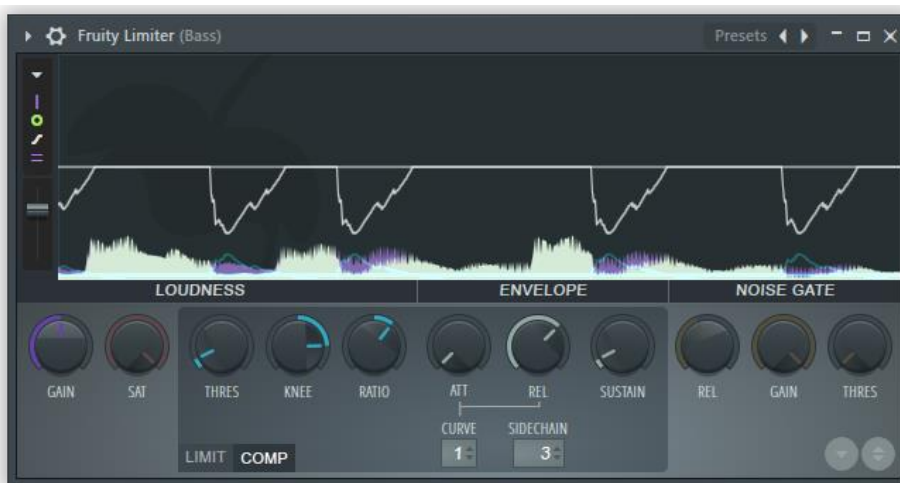 Fruity Limiter (Bass) Presets
LOUDNESS ENVELOPE NOISE GATE
GAIN SAT THRES KNEE RATIO ATT REL SUSTAIN REL GAIN THRES
CURVE SIDECHAIN
1 3
LIMIT COMP